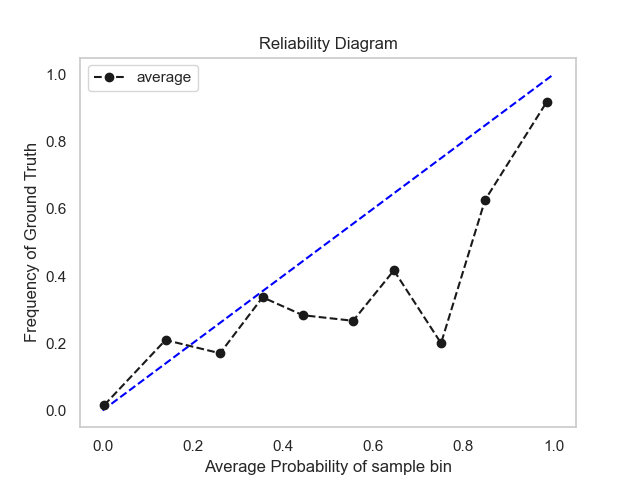 Reliability Diagram
average
Frequency of Ground Truth
1.0
0.8
0.6
0.4
0.2
0.0
0.0 0.2 0.4 0.6 0.8 1.0
Average Probability of sample bin